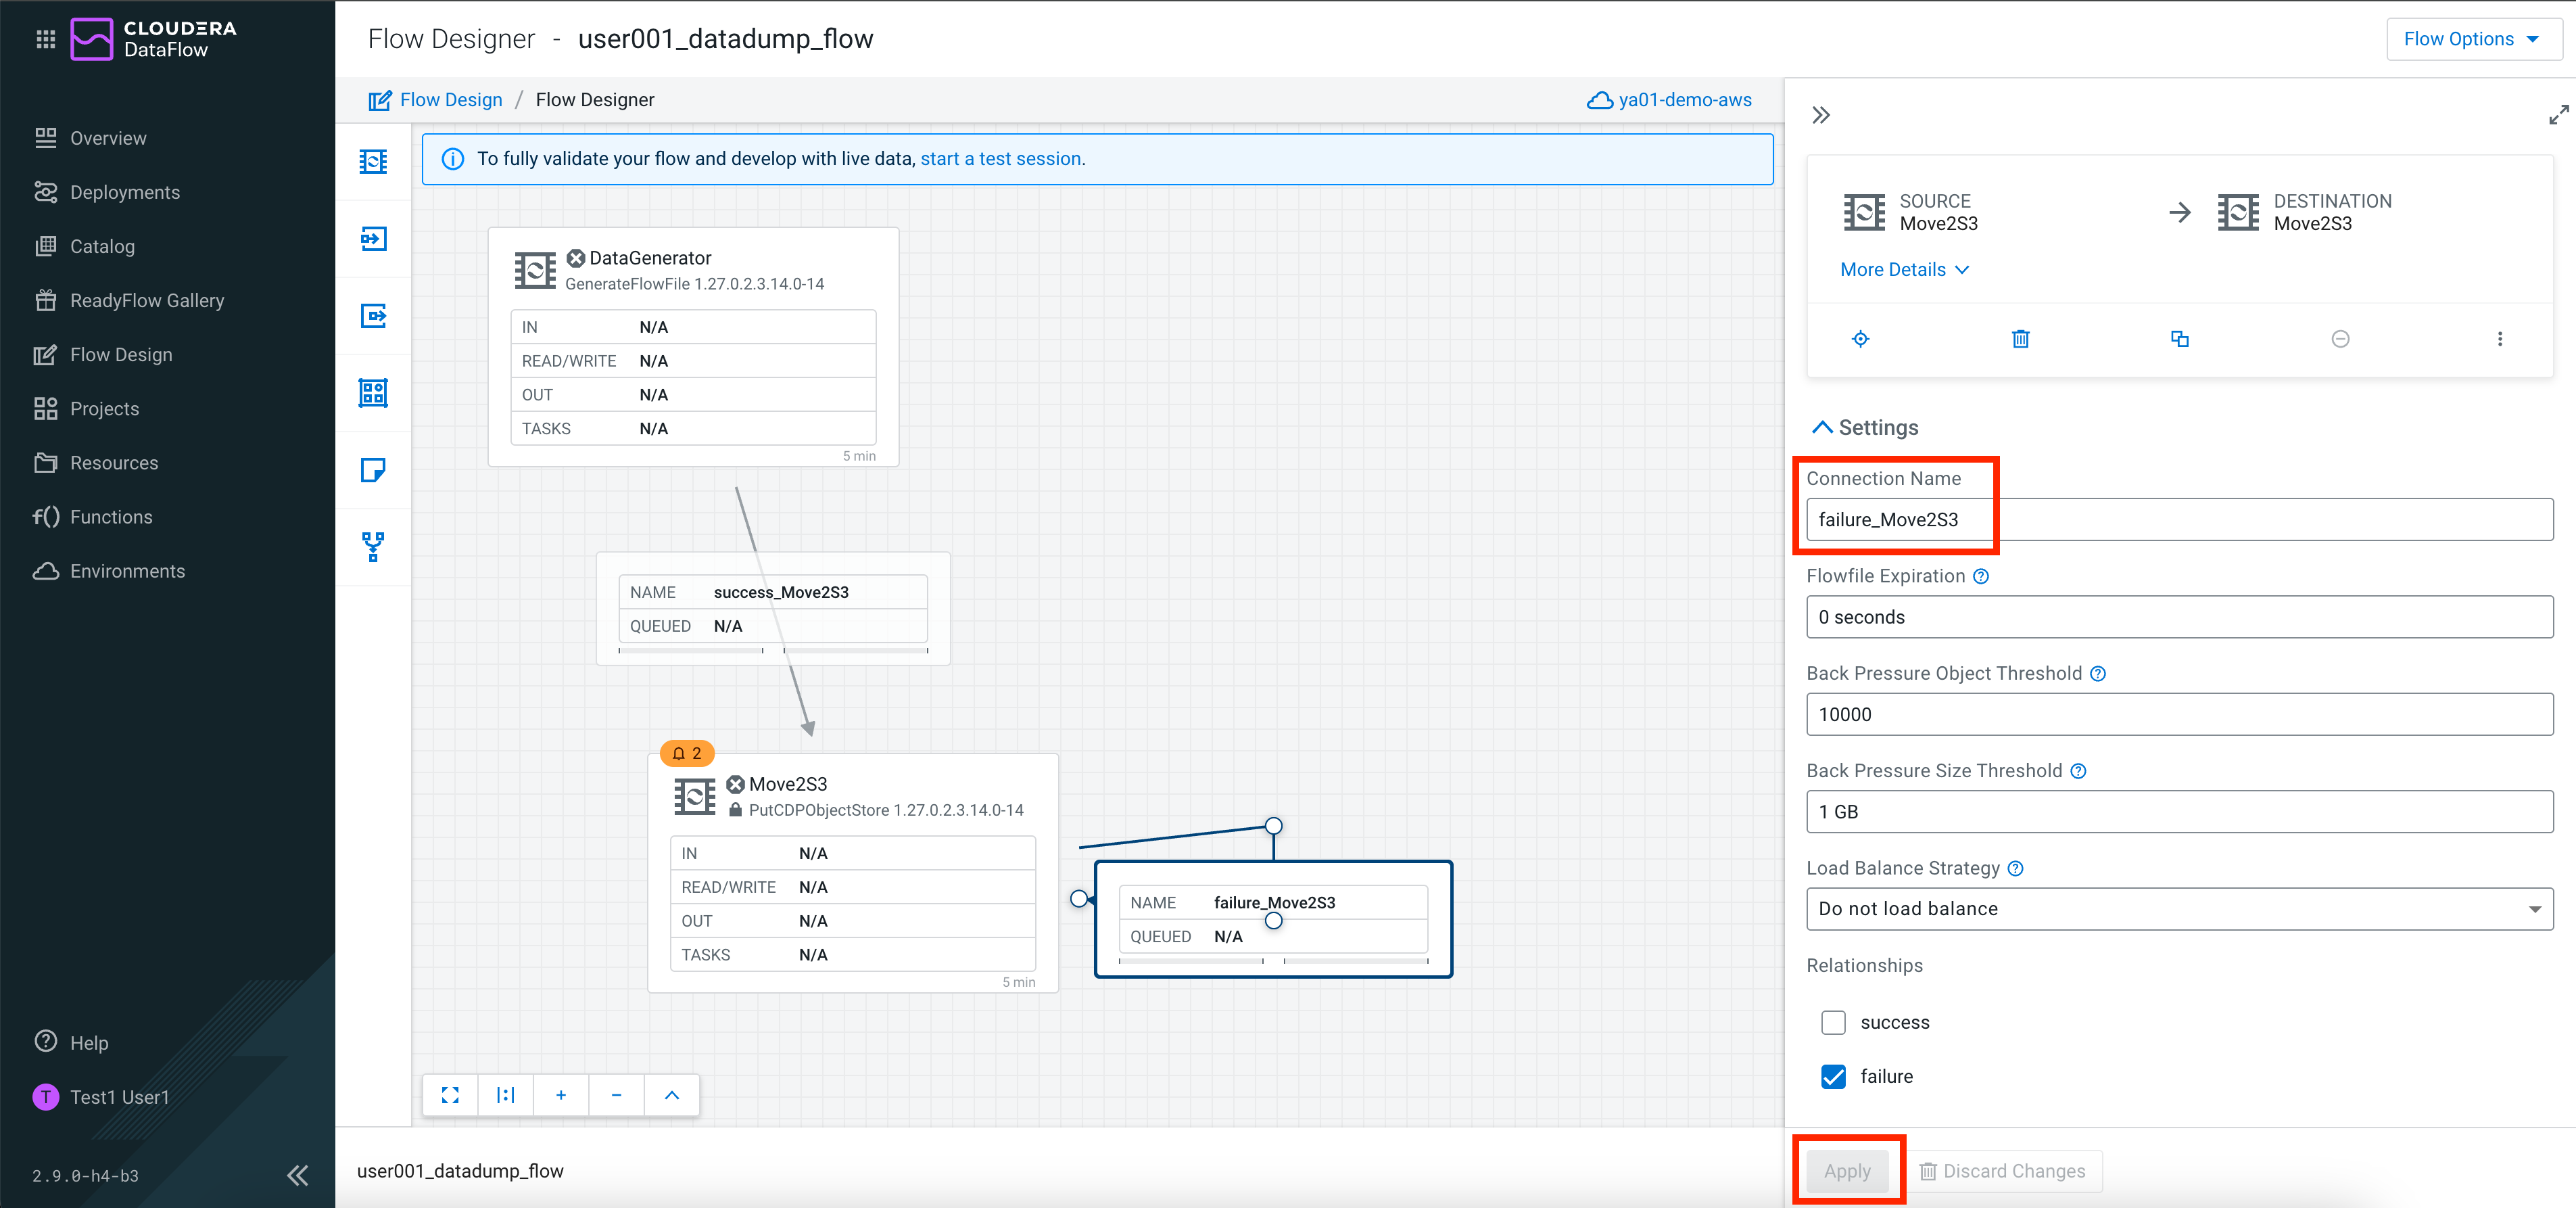 CLOUDERA
DataFlow
Overview
Deployments
Catalog
ReadyFlow Gallery
Flow Design
Projects
Resources
f() Functions
Environments
Help
T Test1 User1
2.9.0-h4-b3
Flow Designer - user001_datadump_flow
Flow Options
Flow Design / Flow Designer
ya01-demo-aws
To fully validate your flow and develop with live data, start a test session.
DataGenerator
GenerateFlowFile 1.27.0.2.3.14.0-14
IN N/A
READ/WRITE N/A
OUT N/A
TASKS N/A
5 min
NAME success_Move2S3
QUEUED N/A
2
Move2S3
PutCDPObjectStore 1.27.0.2.3.14.0-14
IN N/A
READ/WRITE N/A
OUT N/A
TASKS N/A
5 min
NAME failure_Move2S3
QUEUED N/A
user001_datadump_flow
SOURCE
Move2S3
DESTINATION
Move2S3
More Details
Settings
Connection Name
failure_Move2S3
Flowfile Expiration
0 seconds
Back Pressure Object Threshold
10000
Back Pressure Size Threshold
1 GB
Load Balance Strategy
Do not load balance
Relationships
success
failure
Apply
Discard Changes